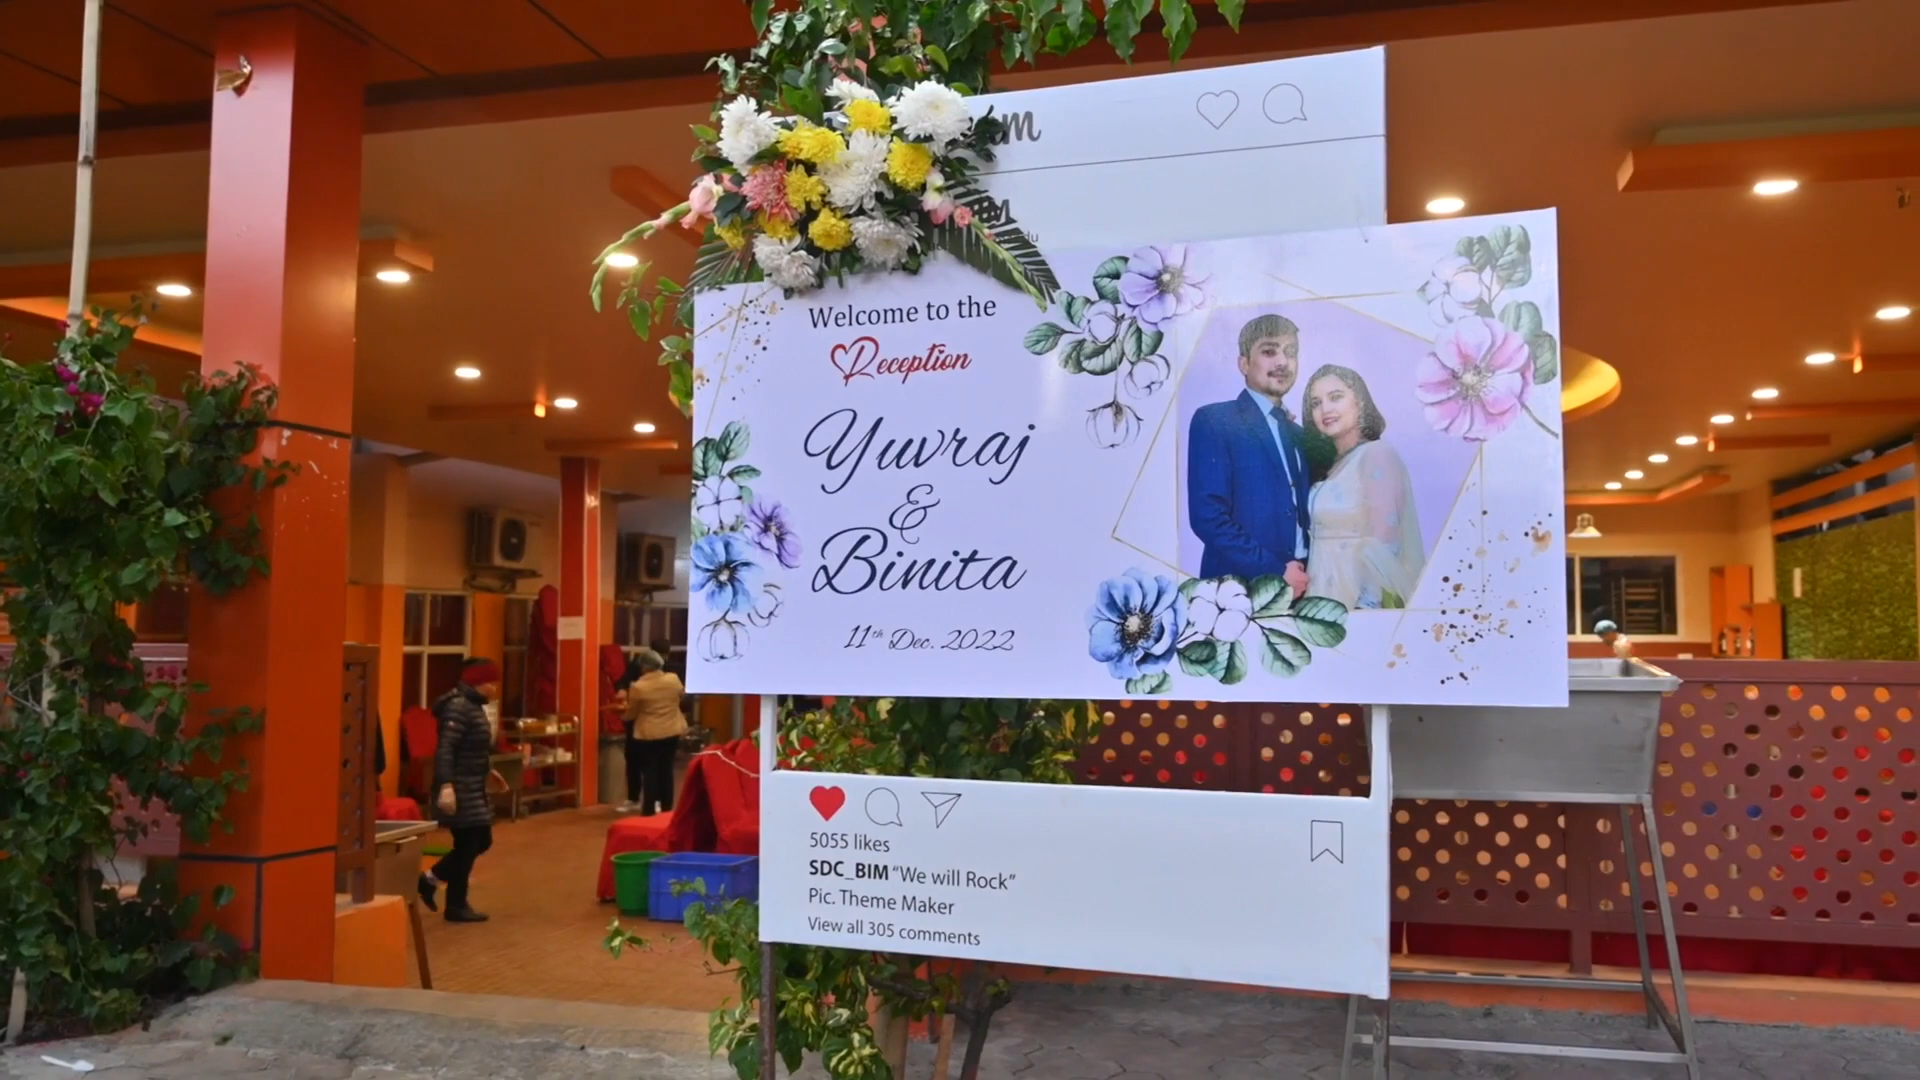 Welcome to the
Reception
Yuvraj
&
Binita
11th Dec. 2022
5055 likes
SDC_BIM “We will Rock”
Pic. Theme Maker
View all 305 comments